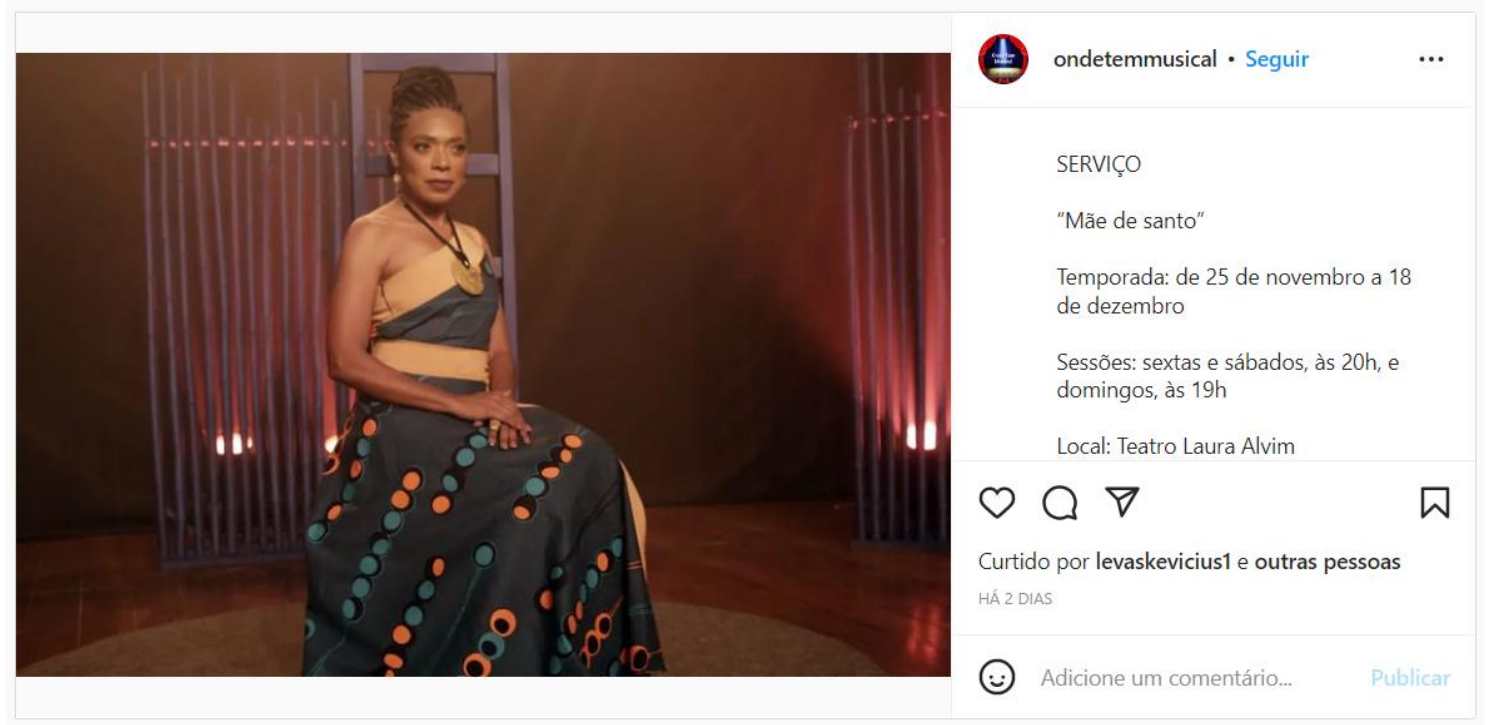 ondetemmusical • Seguir
SERVIÇO
“Mãe de santo”
Temporada: de 25 de novembro a 18
de dezembro
Sessões: sextas e sábados, às 20h, e
domingos, às 19h
Local: Teatro Laura Alvim
Curtido por levaskevicius1 e outras pessoas
HÁ 2 DIAS
Adicione um comentário... Publicar